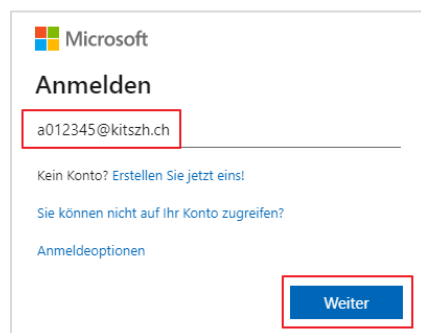 Microsoft
Anmelden
a012345@kitszh.ch
Kein Konto? Erstellen Sie jetzt eins!
Sie können nicht auf Ihr Konto zugreifen?
Anmeldeoptionen
Weiter